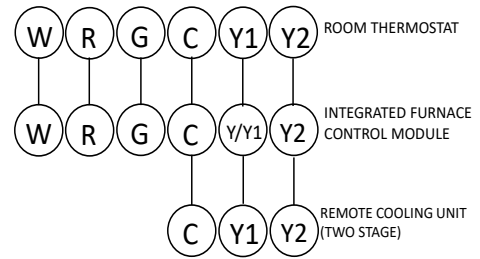 W R G C Y1 Y2 ROOM THERMOSTAT
W R G C Y/Y1 Y2 INTEGRATED FURNACE
CONTROL MODULE
C Y1 Y2 REMOTE COOLING UNIT
(TWO STAGE)